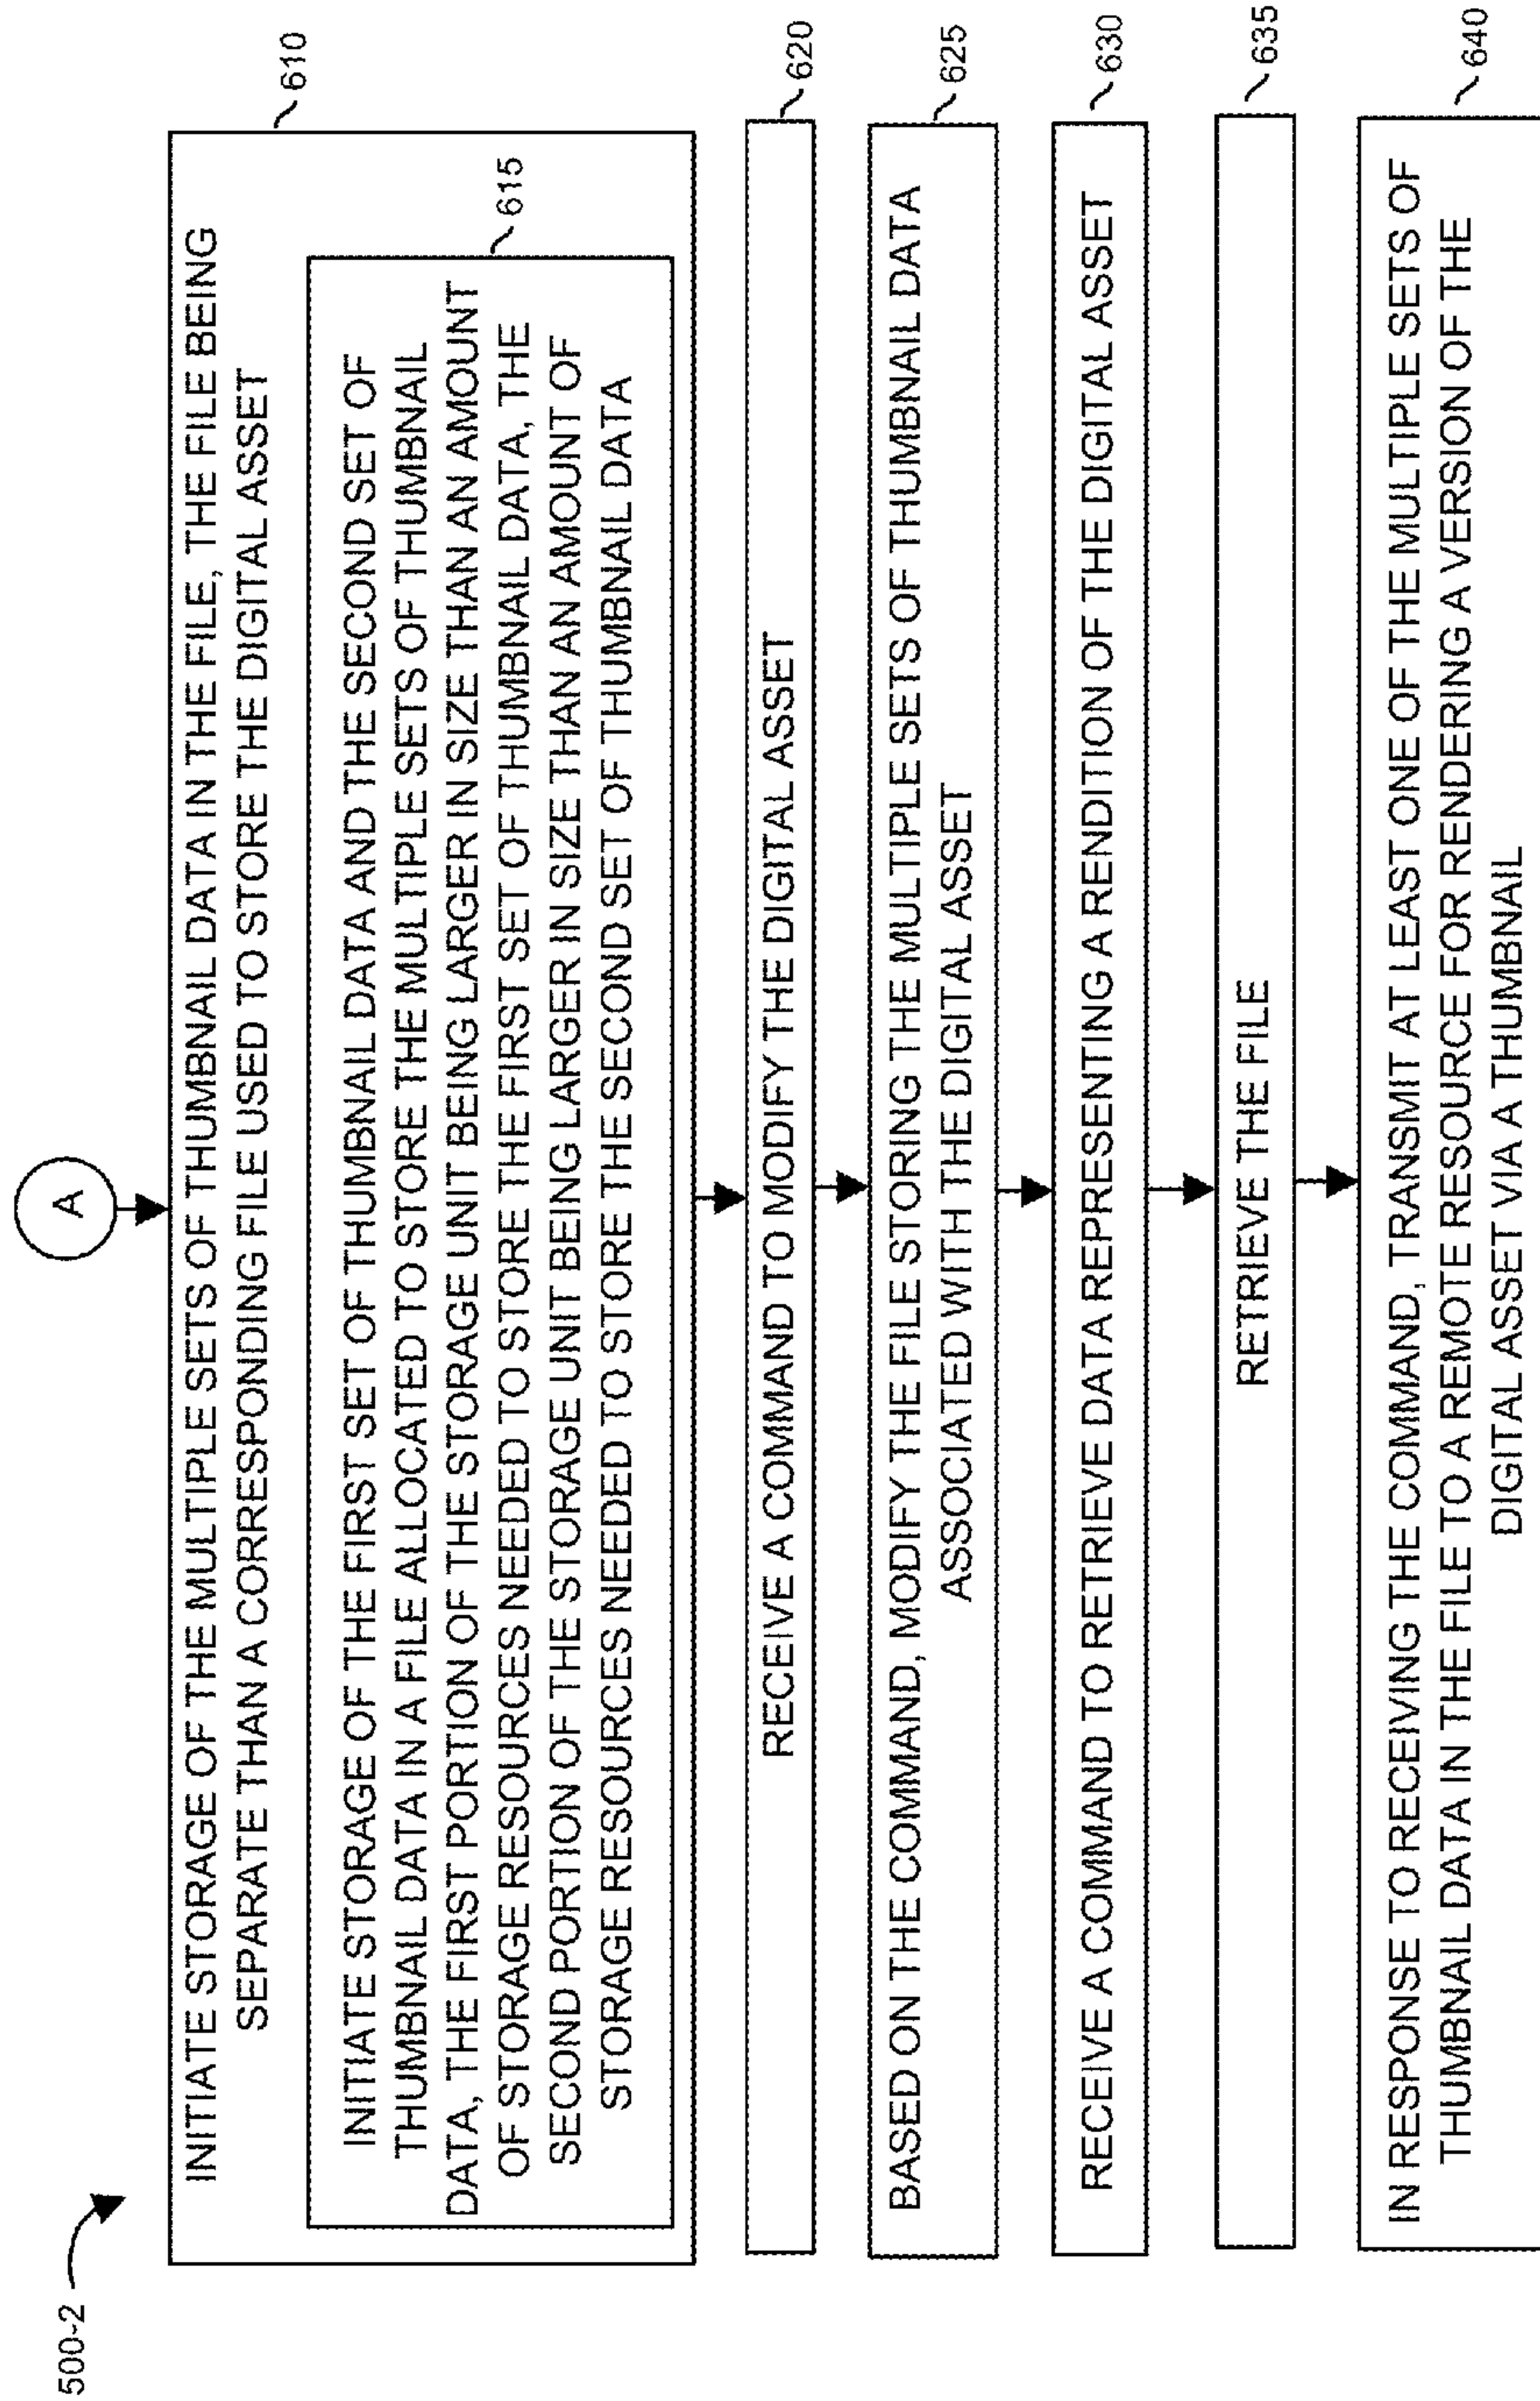 500-2
A
610
INITIATE STORAGE OF THE MULTIPLE SETS OF THUMBNAIL DATA IN THE FILE, THE FILE BEING
SEPARATE THAN A CORRESPONDING FILE USED TO STORE THE DIGITAL ASSET
615
INITIATE STORAGE OF THE FIRST SET OF THUMBNAIL DATA AND THE SECOND SET OF
THUMBNAIL DATA IN A FILE ALLOCATED TO STORE THE MULTIPLE SETS OF THUMBNAIL
DATA, THE FIRST PORTION OF THE STORAGE UNIT BEING LARGER IN SIZE THAN AN AMOUNT
OF STORAGE RESOURCES NEEDED TO STORE THE FIRST SET OF THUMBNAIL DATA, THE
SECOND PORTION OF THE STORAGE UNIT BEING LARGER IN SIZE THAN AN AMOUNT OF
STORAGE RESOURCES NEEDED TO STORE THE SECOND SET OF THUMBNAIL DATA
620
RECEIVE A COMMAND TO MODIFY THE DIGITAL ASSET
625
BASED ON THE COMMAND, MODIFY THE FILE STORING THE MULTIPLE SETS OF THUMBNAIL DATA
ASSOCIATED WITH THE DIGITAL ASSET
630
RECEIVE A COMMAND TO RETRIEVE DATA REPRESENTING A RENDITION OF THE DIGITAL ASSET
635
RETRIEVE THE FILE
640
IN RESPONSE TO RECEIVING THE COMMAND, TRANSMIT AT LEAST ONE OF THE MULTIPLE SETS OF
THUMBNAIL DATA IN THE FILE TO A REMOTE RESOURCE FOR RENDERING A VERSION OF THE
DIGITAL ASSET VIA A THUMBNAIL